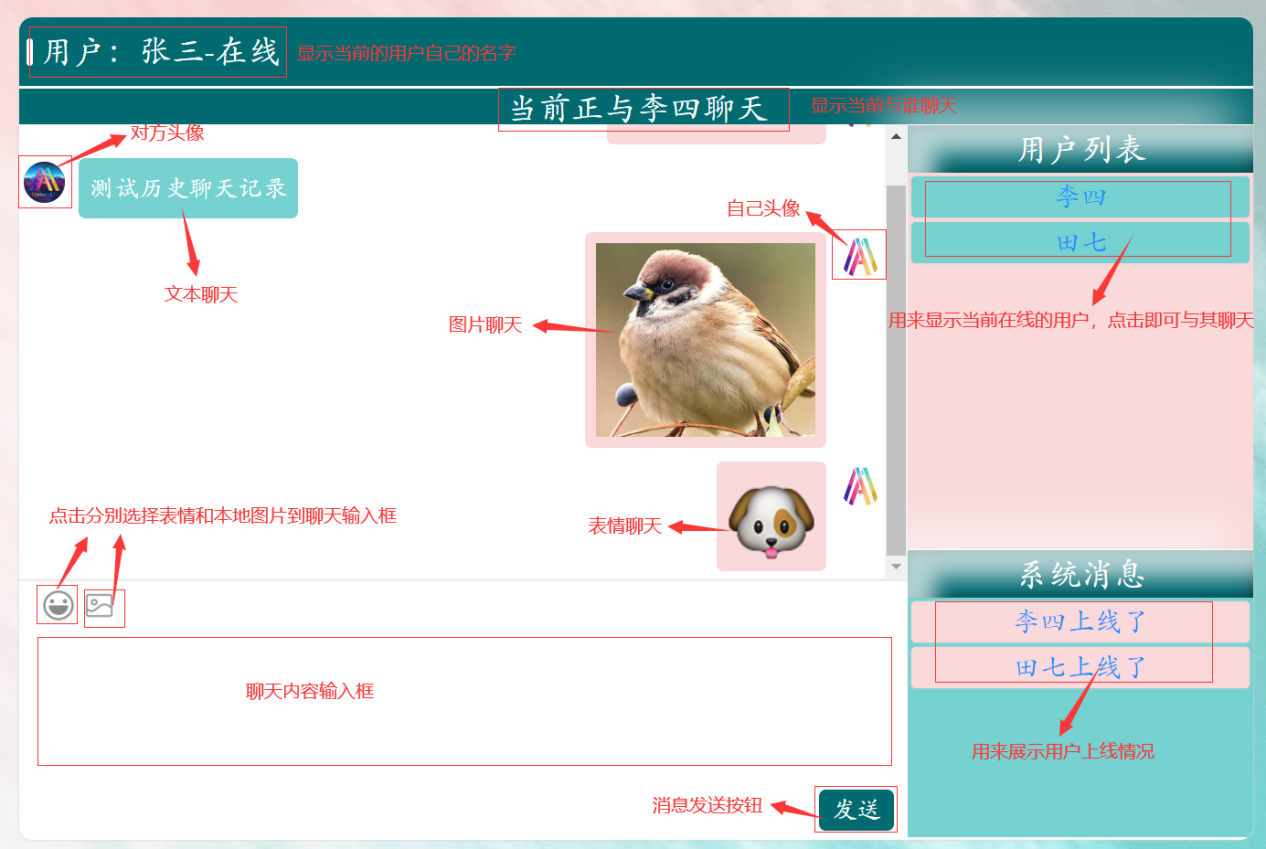 用户：张三-在线
显示当前的用户自己的名字
当前正与李四聊天
显示当前与谁聊天
对方头像
用户列表
测试历史聊天记录
李四
自己头像
田七
文本聊天
图片聊天
用来显示当前在线的用户，点击即可与其聊天
点击分别选择表情和本地图片到聊天输入框
表情聊天
系统消息
李四上线了
田七上线了
聊天内容输入框
用来展示用户上线情况
消息发送按钮
发送